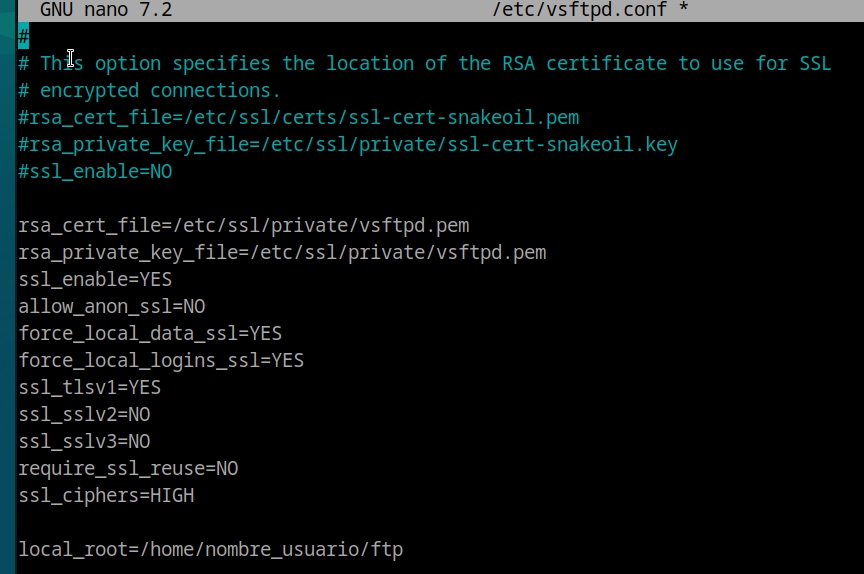 GNU nano 7.2 /etc/vsftpd.conf *
#
# This option specifies the location of the RSA certificate to use for SSL
# encrypted connections.
#rsa_cert_file=/etc/ssl/certs/ssl-cert-snakeoil.pem
#rsa_private_key_file=/etc/ssl/private/ssl-cert-snakeoil.key
#ssl_enable=NO
rsa_cert_file=/etc/ssl/private/vsftpd.pem
rsa_private_key_file=/etc/ssl/private/vsftpd.pem
ssl_enable=YES
allow_anon_ssl=NO
force_local_data_ssl=YES
force_local_logins_ssl=YES
ssl_tlsv1=YES
ssl_sslv2=NO
ssl_sslv3=NO
require_ssl_reuse=NO
ssl_ciphers=HIGH
local_root=/home/nombre_usuario/ftp